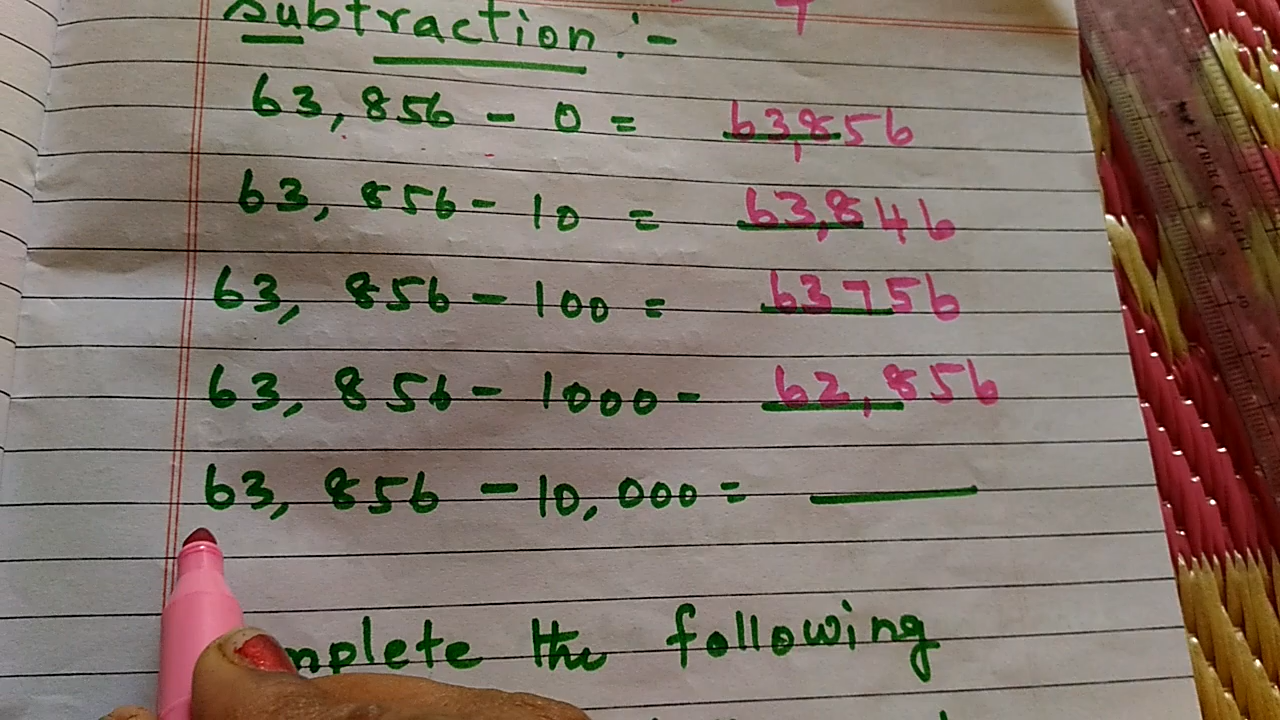 Subtraction :-
63,856 - 0 = 63,856
63, 856 - 10 = 63,846
63, 856 - 100 = 63756
63, 856 - 1000 - 62,856
63, 856 - 10,000 =
the following